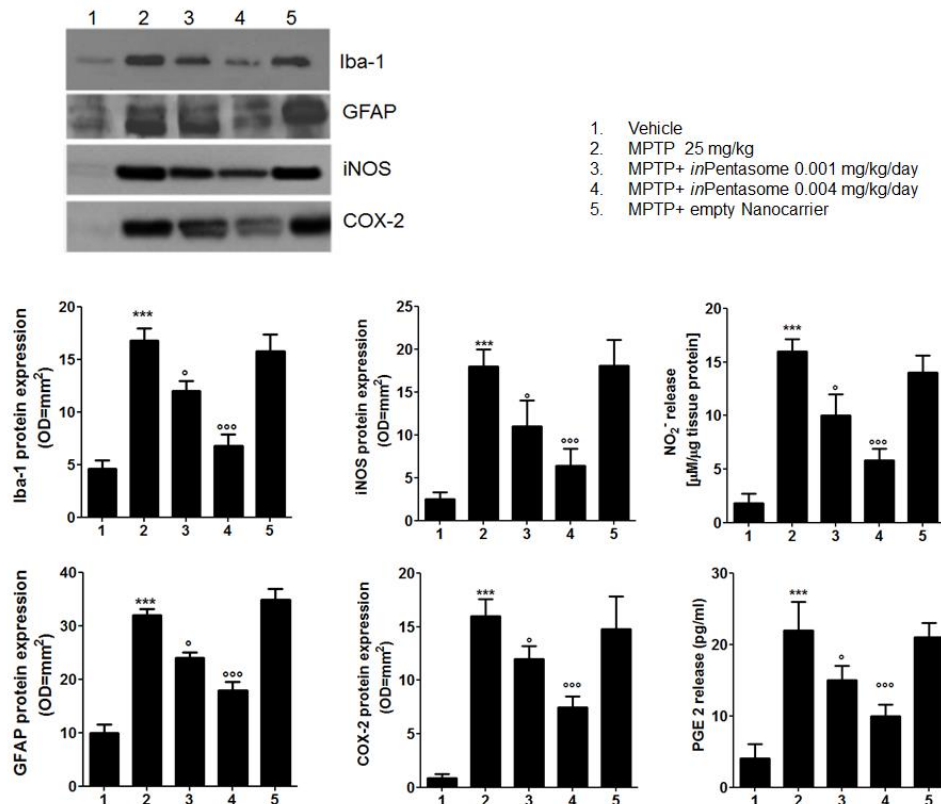 1 2 3 4 5
Iba-1
GFAP
iNOS
COX-2
1. Vehicle
2. MPTP 25 mg/kg
3. MPTP+ inPentasome 0.001 mg/kg/day
4. MPTP+ inPentasome 0.004 mg/kg/day
5. MPTP+ empty Nanocarrier
Iba-1 protein expression
(OD=mm²)
20
15
10
5
0
***
°
°°°
1 2 3 4 5
iNOS protein expression
(OD=mm²)
25
20
15
10
5
0
***
°
°°°
1 2 3 4 5
NO₂⁻ release
[µM/µg tissue protein]
20
15
10
5
0
***
°
°°°
1 2 3 4 5
GFAP protein expression
(OD=mm²)
40
30
20
10
0
***
°
°°°
1 2 3 4 5
COX-2 protein expression
(OD=mm²)
20
15
10
5
0
***
°
°°°
1 2 3 4 5
PGE 2 release (pg/ml)
30
20
10
0
***
°
°°°
1 2 3 4 5